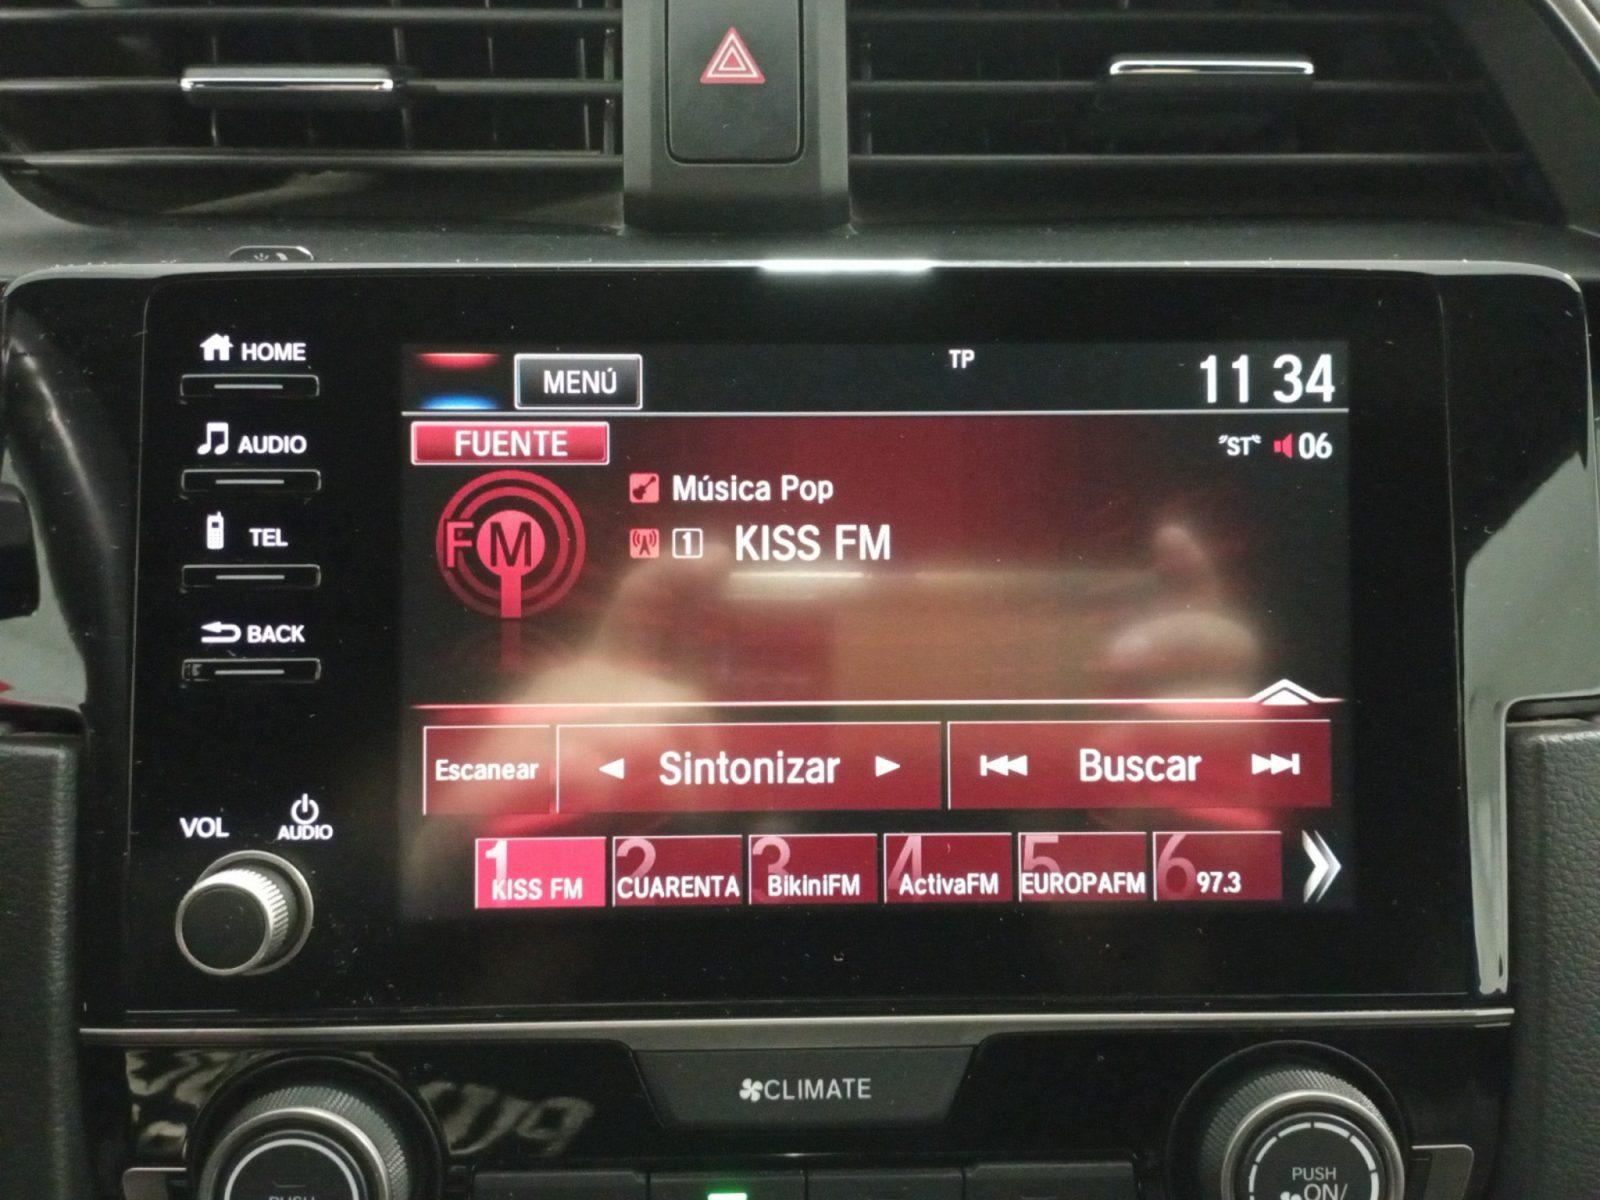 HOME
MENÚ
TP
11 34
AUDIO
FUENTE
"ST" 06
Música Pop
FM
1 KISS FM
TEL
BACK
Escanear
Sintonizar
Buscar
VOL
AUDIO
1 KISS FM
2 CUARENTA
3 BikiniFM
4 ActivaFM
5 EUROPAFM
6 97.3
CLIMATE
PUSH
PUSH
ON/